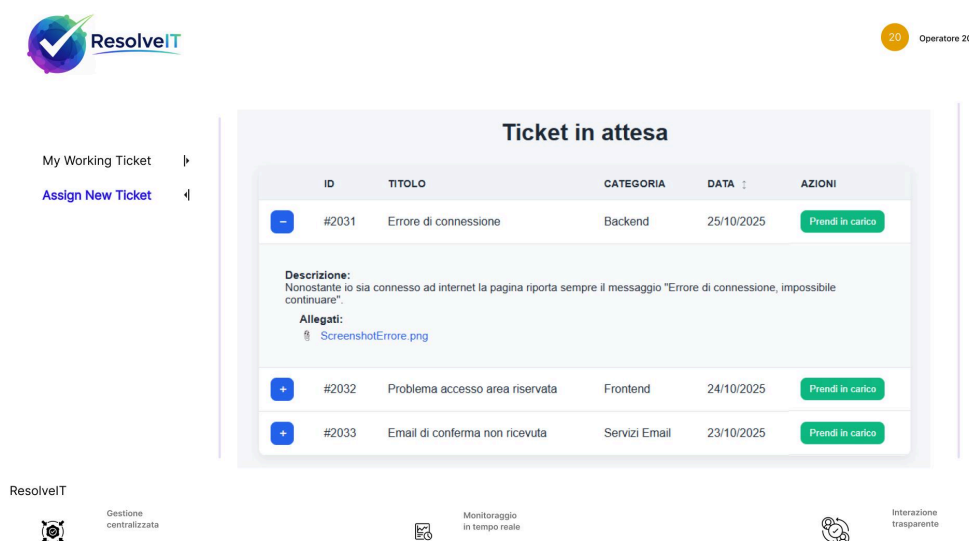 ResolveIT
20 Operatore 20
My Working Ticket
Assign New Ticket
Ticket in attesa
ID TITOLO CATEGORIA DATA AZIONI
- #2031 Errore di connessione Backend 25/10/2025 Prendi in carico
Descrizione:
Nonostante io sia connesso ad internet la pagina riporta sempre il messaggio "Errore di connessione, impossibile
continuare".
Allegati:
ScreenshotErrore.png
+ #2032 Problema accesso area riservata Frontend 24/10/2025 Prendi in carico
+ #2033 Email di conferma non ricevuta Servizi Email 23/10/2025 Prendi in carico
ResolveIT
Gestione
centralizzata
Monitoraggio
in tempo reale
Interazione
trasparente